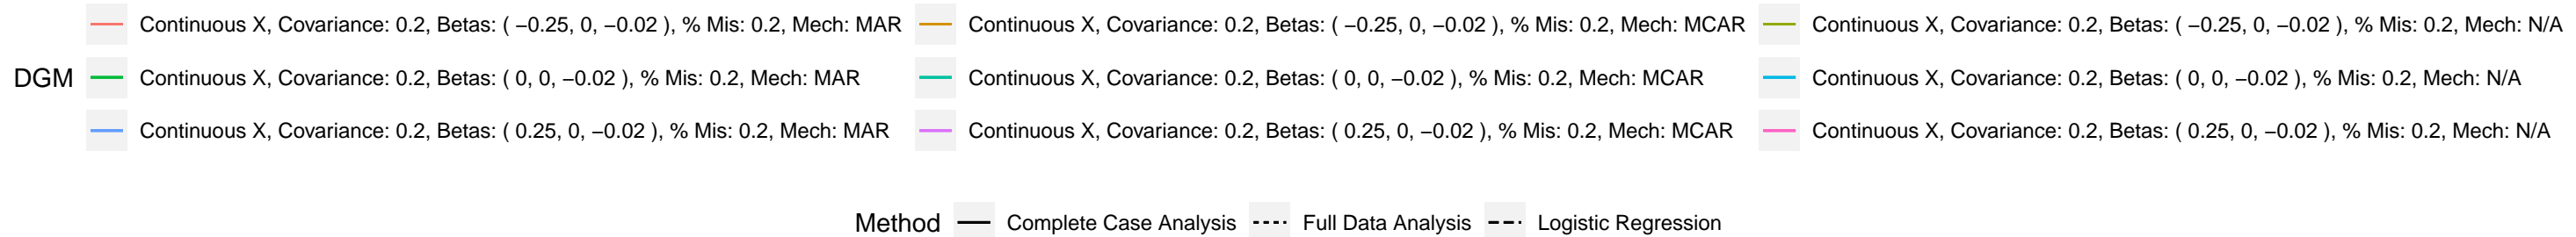 Continuous X, Covariance: 0.2, Betas: ( −0.25, 0, −0.02 ), % Mis: 0.2, Mech: MAR Continuous X, Covariance: 0.2, Betas: ( −0.25, 0, −0.02 ), % Mis: 0.2, Mech: MCAR Continuous X, Covariance: 0.2, Betas: ( −0.25, 0, −0.02 ), % Mis: 0.2, Mech: N/A
DGM Continuous X, Covariance: 0.2, Betas: ( 0, 0, −0.02 ), % Mis: 0.2, Mech: MAR Continuous X, Covariance: 0.2, Betas: ( 0, 0, −0.02 ), % Mis: 0.2, Mech: MCAR Continuous X, Covariance: 0.2, Betas: ( 0, 0, −0.02 ), % Mis: 0.2, Mech: N/A
Continuous X, Covariance: 0.2, Betas: ( 0.25, 0, −0.02 ), % Mis: 0.2, Mech: MAR Continuous X, Covariance: 0.2, Betas: ( 0.25, 0, −0.02 ), % Mis: 0.2, Mech: MCAR Continuous X, Covariance: 0.2, Betas: ( 0.25, 0, −0.02 ), % Mis: 0.2, Mech: N/A
Method Complete Case Analysis Full Data Analysis Logistic Regression